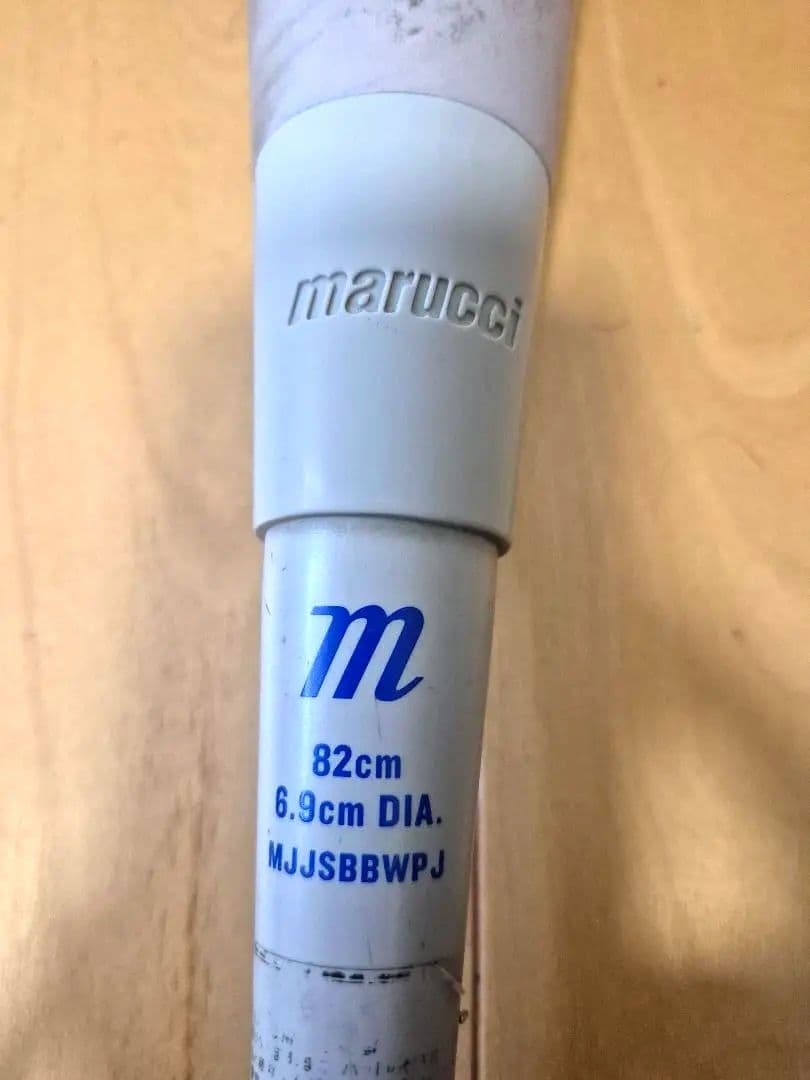 marucci
m
82cm
6.9cm DIA.
MJJSBBWPJ